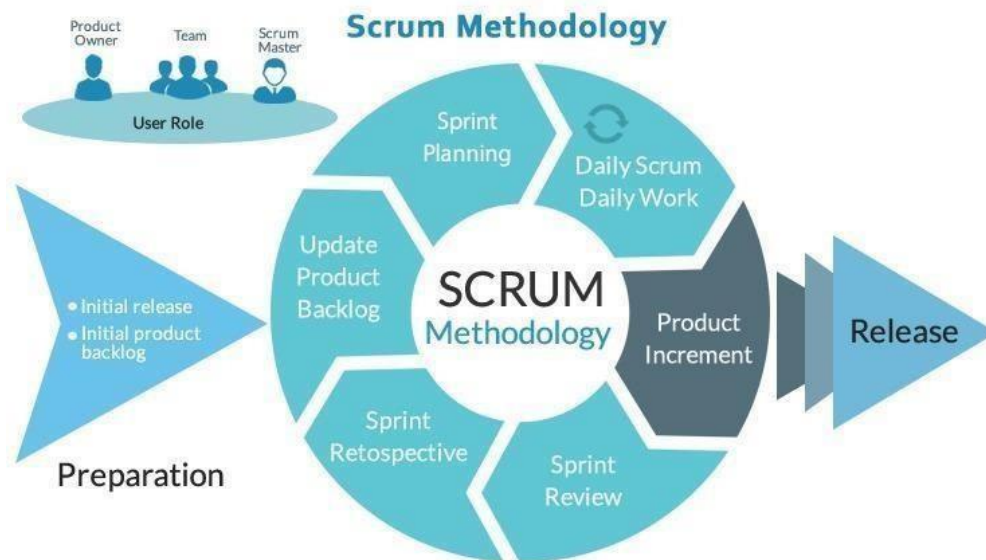 Scrum Methodology
Product
Owner
Team
Scrum
Master
User Role
Sprint
Planning
Daily Scrum
Daily Work
Update
Product
Backlog
SCRUM
Methodology
Product
Increment
Sprint
Retospective
Sprint
Review
Initial release
Initial product
backlog
Preparation
Release